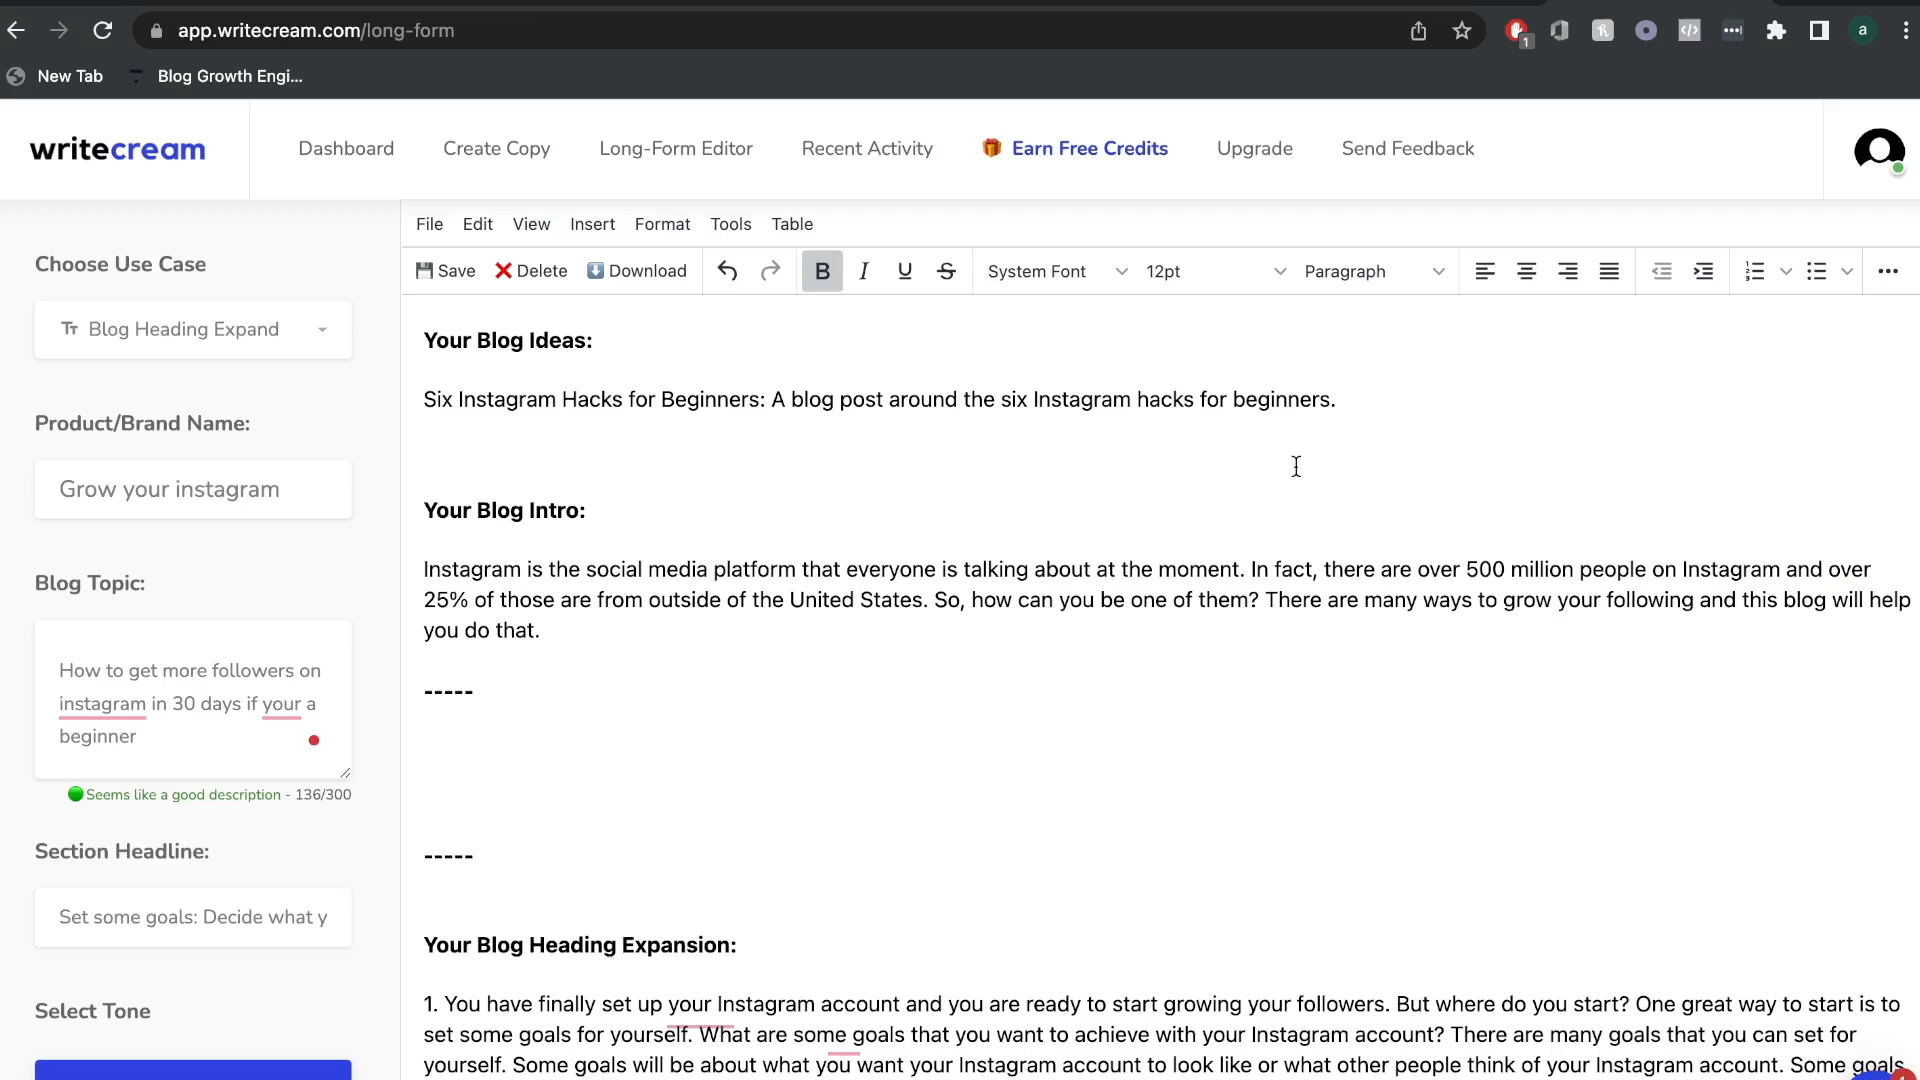 app.writecream.com/long-form
1
a
New Tab
Blog Growth Engi...
writecream
Dashboard
Create Copy
Long-Form Editor
Recent Activity
Earn Free Credits
Upgrade
Send Feedback
File Edit View Insert Format Tools Table
Save Delete Download B I U S System Font 12pt Paragraph
Choose Use Case
Blog Heading Expand
Product/Brand Name:
Grow your instagram
Blog Topic:
How to get more followers on
instagram in 30 days if your a
beginner
Seems like a good description - 136/300
Section Headline:
Set some goals: Decide what y
Select Tone
Your Blog Ideas:
Six Instagram Hacks for Beginners: A blog post around the six Instagram hacks for beginners.
Your Blog Intro:
Instagram is the social media platform that everyone is talking about at the moment. In fact, there are over 500 million people on Instagram and over
25% of those are from outside of the United States. So, how can you be one of them? There are many ways to grow your following and this blog will help
you do that.
-----
-----
Your Blog Heading Expansion:
1. You have finally set up your Instagram account and you are ready to start growing your followers. But where do you start? One great way to start is to
set some goals for yourself. What are some goals that you want to achieve with your Instagram account? There are many goals that you can set for
yourself. Some goals will be about what you want your Instagram account to look like or what other people think of your Instagram account. Some goals